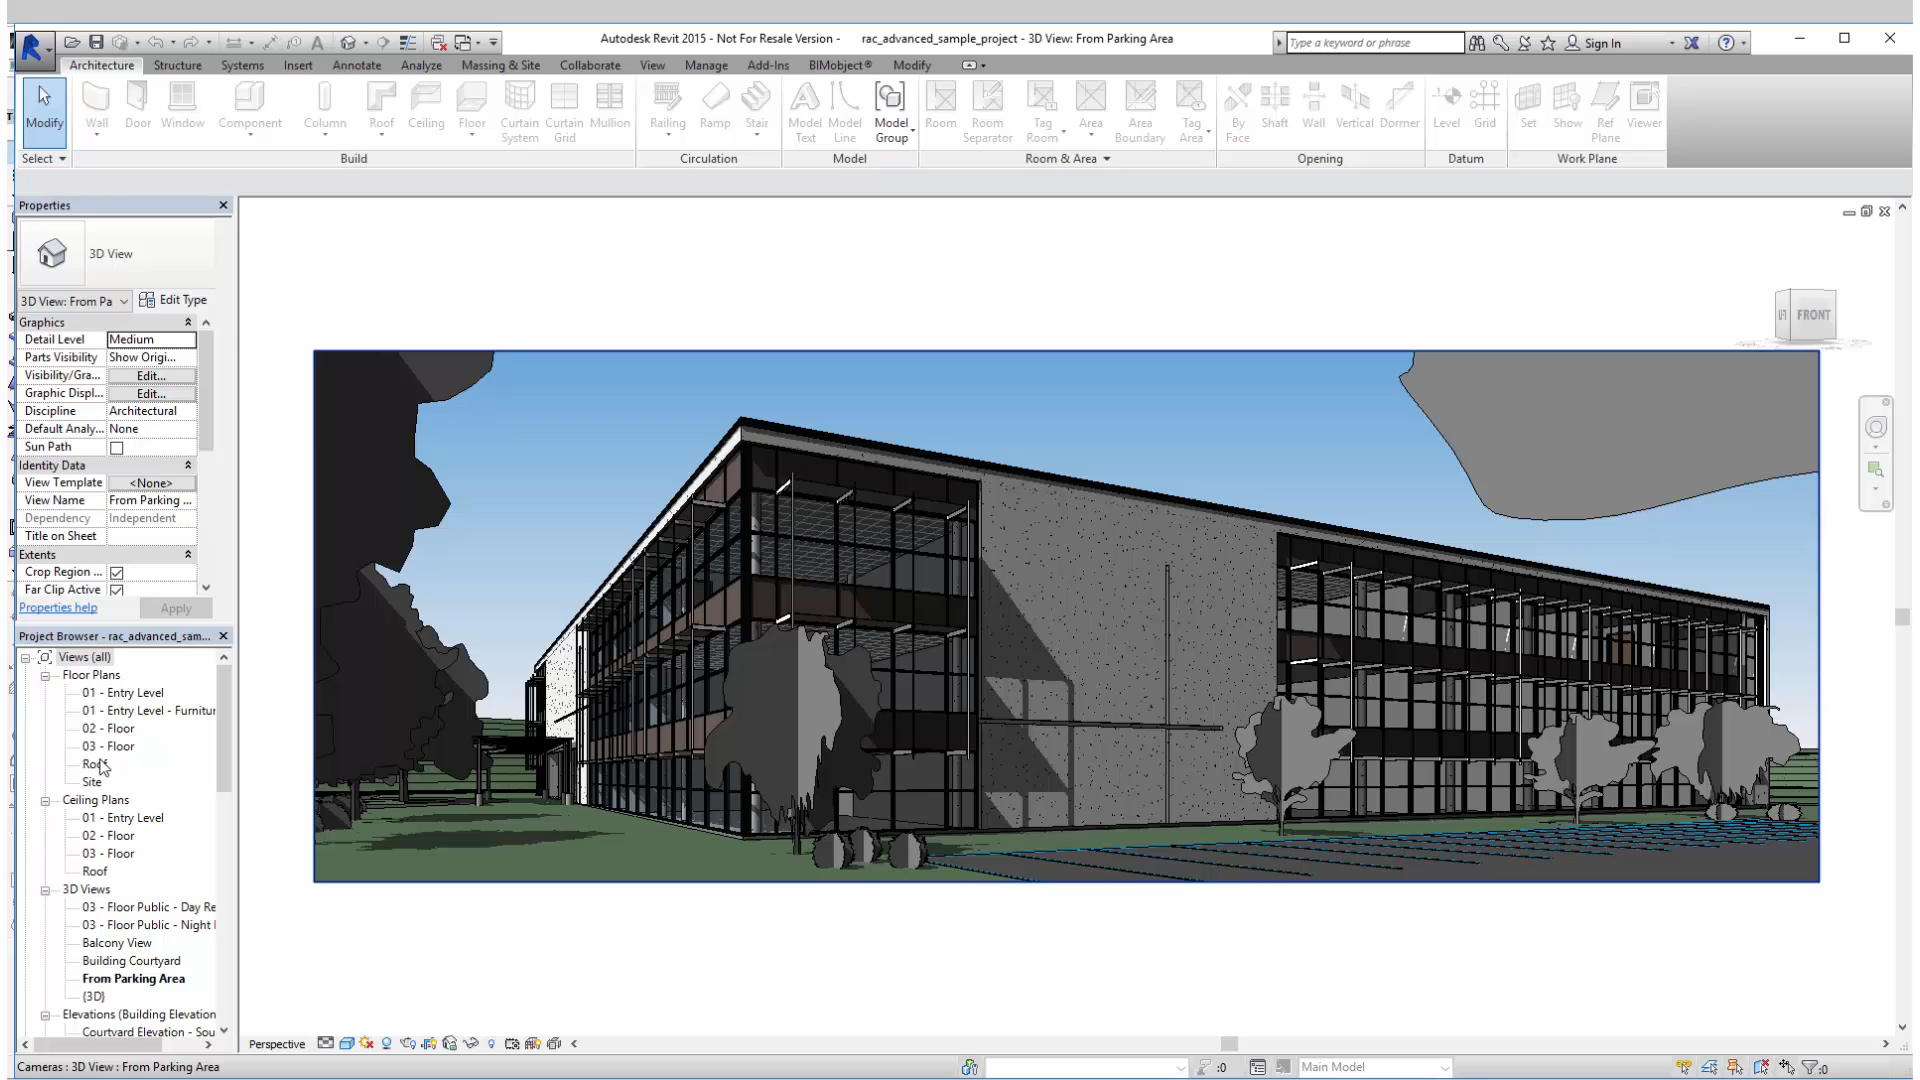 Autodesk Revit 2015 - Not For Resale Version - rac_advanced_sample_project - 3D View: From Parking Area
Type a keyword or phrase
Sign In
Architecture Structure Systems Insert Annotate Analyze Massing & Site Collaborate View Manage Add-Ins BIMobject® Modify
Modify
Wall
Door
Window
Component
Column
Roof
Ceiling
Floor
Curtain System
Curtain Grid
Mullion
Railing
Ramp
Stair
Model Text
Model Line
Model Group
Room
Room Separator
Tag Room
Area
Area Boundary
Tag Area
By Face
Shaft
Wall
Vertical
Dormer
Level
Grid
Set
Show
Ref Plane
Viewer
Select Build Circulation Model Room & Area Opening Datum Work Plane
Properties
3D View
3D View: From Pa Edit Type
Graphics
Detail Level Medium
Parts Visibility Show Origi...
Visibility/Gra... Edit...
Graphic Displ... Edit...
Discipline Architectural
Default Analy... None
Sun Path
Identity Data
View Template <None>
View Name From Parking ...
Dependency Independent
Title on Sheet
Extents
Crop Region ...
Far Clip Active
Properties help Apply
Project Browser - rac_advanced_sam...
Views (all)
Floor Plans
01 - Entry Level
01 - Entry Level - Furnitur
02 - Floor
03 - Floor
Roof
Site
Ceiling Plans
01 - Entry Level
02 - Floor
03 - Floor
Roof
3D Views
03 - Floor Public - Day Re
03 - Floor Public - Night
Balcony View
Building Courtyard
From Parking Area
{3D}
Elevations (Building Elevation
Courtyard Elevation - Sou
FRONT
Perspective
Cameras : 3D View : From Parking Area
:0
Main Model
:0